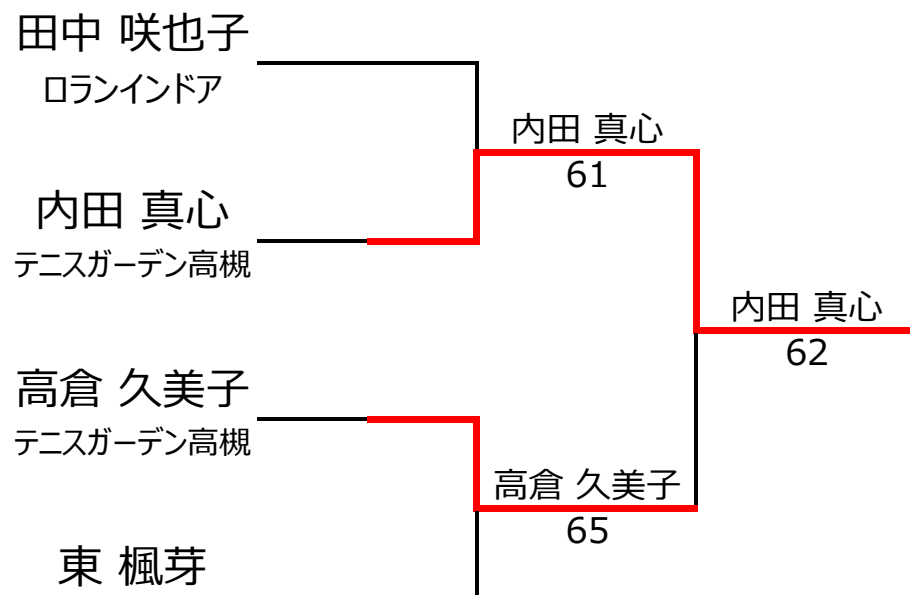 田中 咲也子
ロランインドア
内田 真心
61
内田 真心
テニスガーデン高槻
内田 真心
62
高倉 久美子
テニスガーデン高槻
高倉 久美子
65
東 楓芽